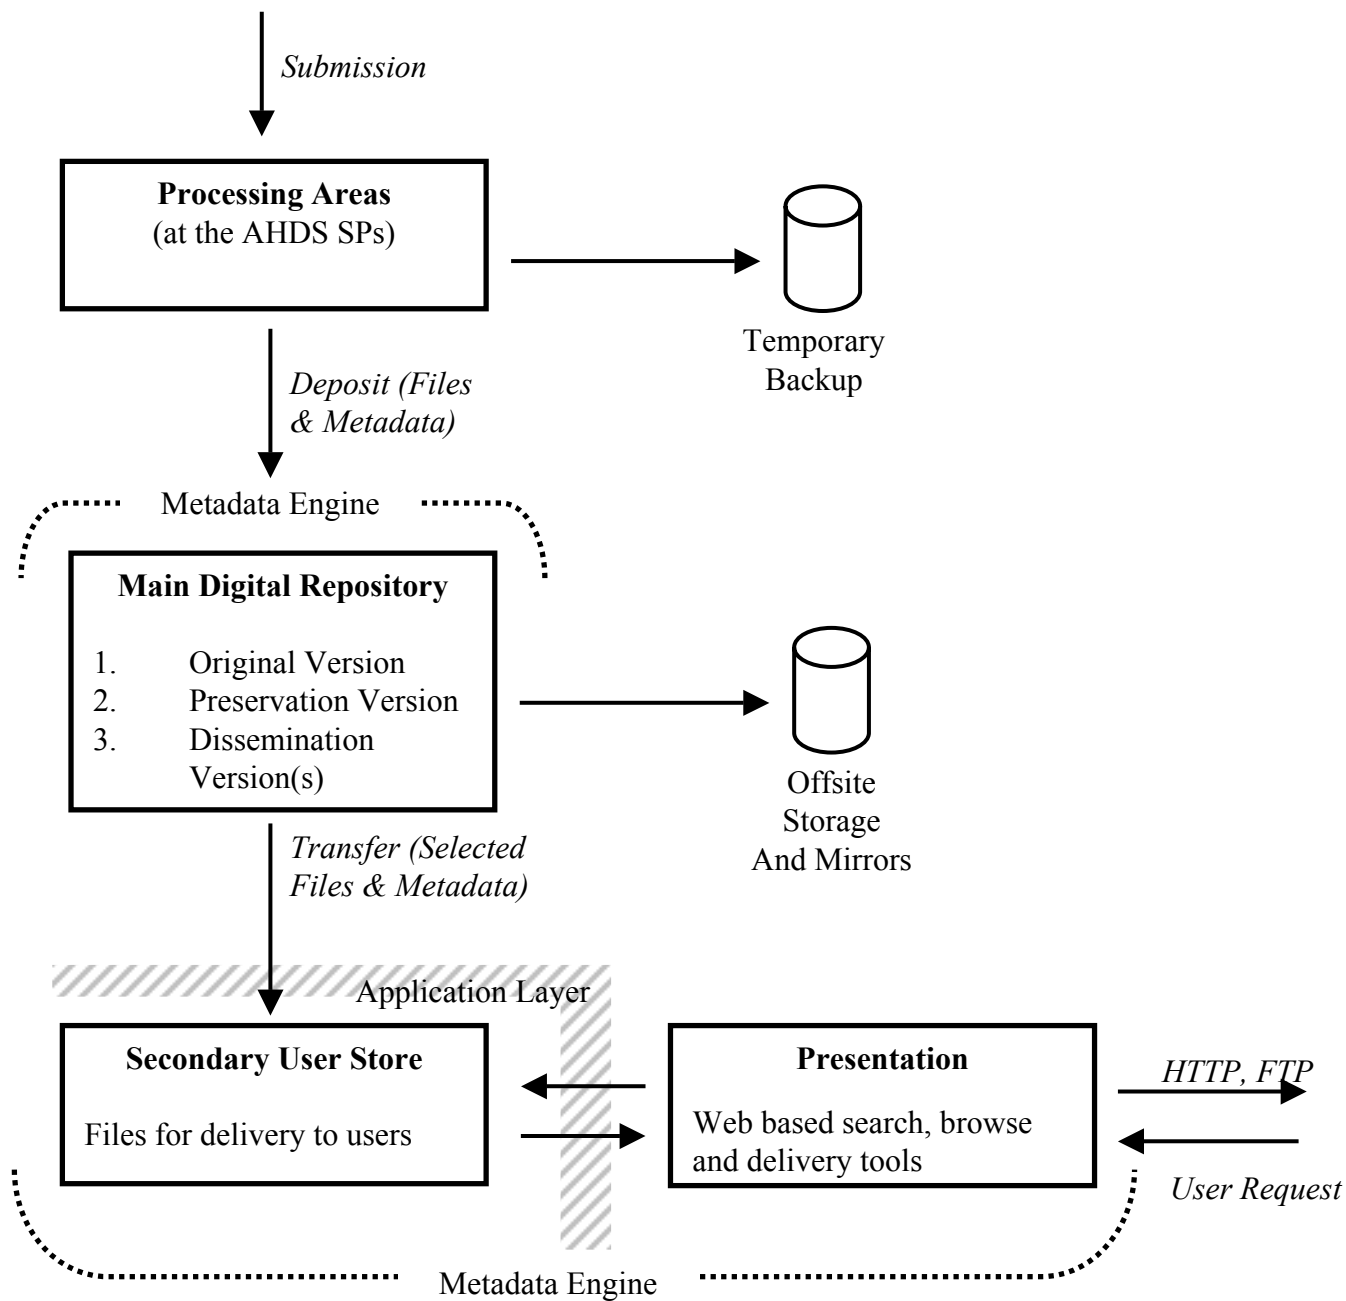 Submission
Processing Areas
(at the AHDS SPs)
Temporary
Backup
Deposit (Files
& Metadata)
Metadata Engine
Main Digital Repository
1. Original Version
2. Preservation Version
3. Dissemination
Version(s)
Offsite
Storage
And Mirrors
Transfer (Selected
Files & Metadata)
Application Layer
Secondary User Store
Files for delivery to users
Presentation
Web based search, browse
and delivery tools
HTTP, FTP
User Request
Metadata Engine